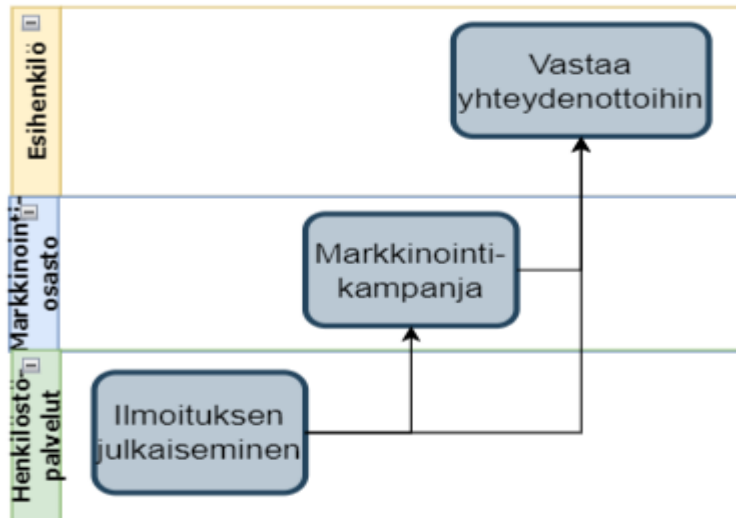 Esihenkilö
Vastaa
yhteydenottoihin
Markkinointi-
osasto
Markkinointi-
kampanja
Henkilöstö-
palvelut
Ilmoituksen
julkaiseminen